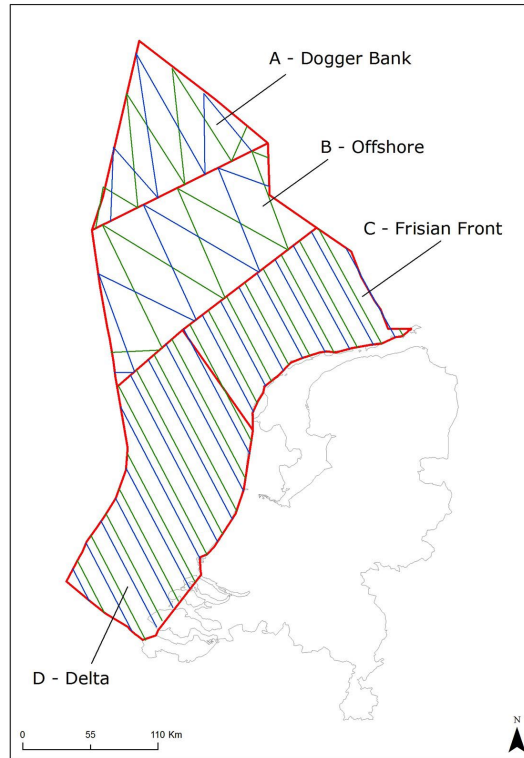 A - Dogger Bank
B - Offshore
C - Frisian Front
D - Delta
0 55 110 Km
N